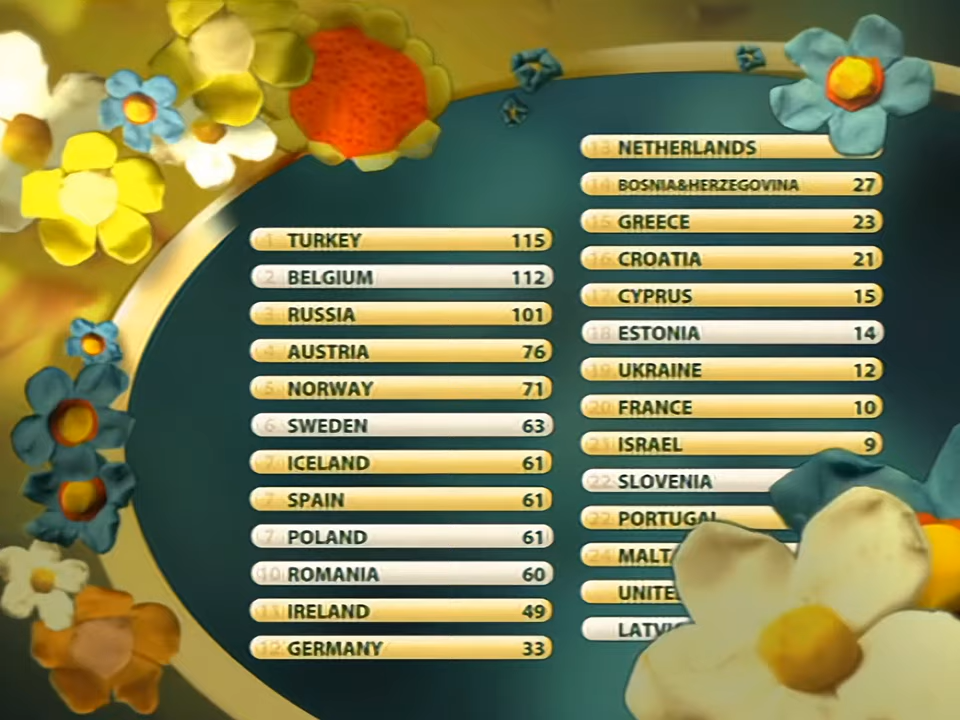 1 TURKEY 115
2 BELGIUM 112
3 RUSSIA 101
4 AUSTRIA 76
5 NORWAY 71
6 SWEDEN 63
7 ICELAND 61
7 SPAIN 61
7 POLAND 61
10 ROMANIA 60
11 IRELAND 49
12 GERMANY 33
13 NETHERLANDS
14 BOSNIA&HERZEGOVINA 27
15 GREECE 23
16 CROATIA 21
17 CYPRUS 15
18 ESTONIA 14
19 UKRAINE 12
20 FRANCE 10
21 ISRAEL 9
22 SLOVENIA
22 PORTUGAL
24 MALT
UNITE
LATV